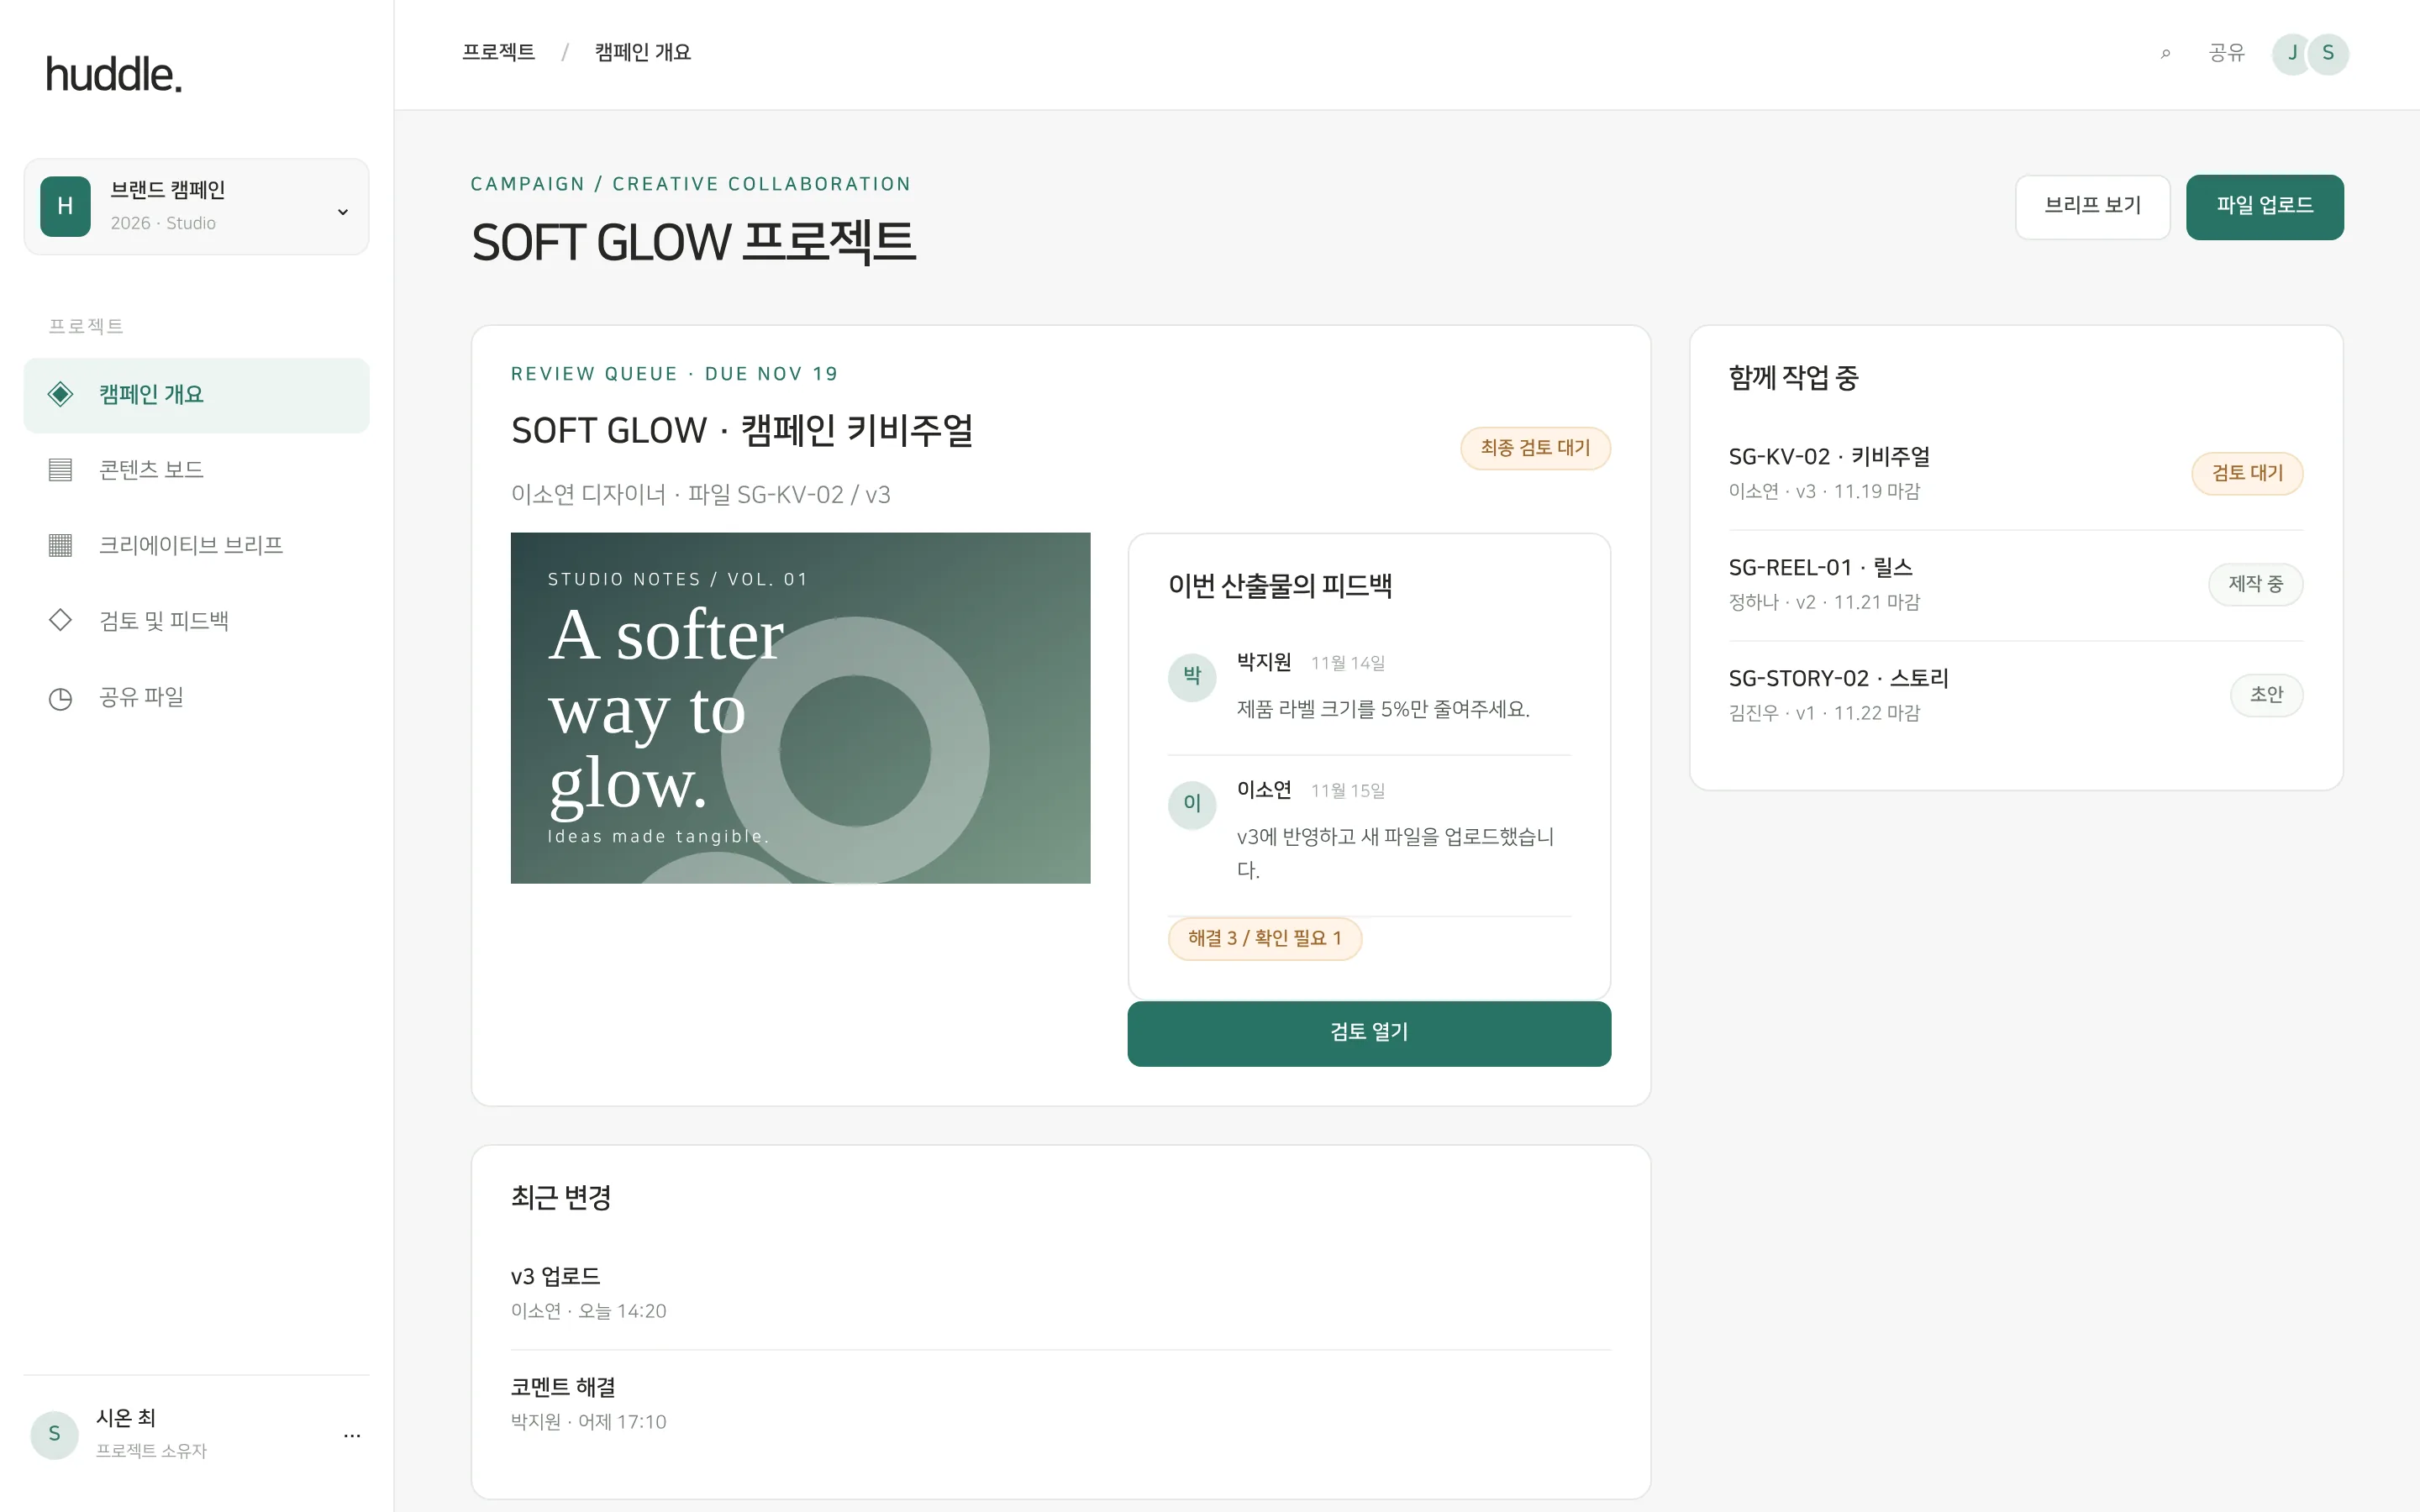 huddle.
H
브랜드 캠페인
2026 · Studio
프로젝트
캠페인 개요
콘텐츠 보드
크리에이티브 브리프
검토 및 피드백
공유 파일
S
시온 최
프로젝트 소유자
...
프로젝트 / 캠페인 개요
공유
J
S
CAMPAIGN / CREATIVE COLLABORATION
SOFT GLOW 프로젝트
브리프 보기
파일 업로드
REVIEW QUEUE · DUE NOV 19
SOFT GLOW · 캠페인 키비주얼
이소연 디자이너 · 파일 SG-KV-02 / v3
최종 검토 대기
STUDIO NOTES / VOL. 01
A softer
way to
glow.
Ideas made tangible.
이번 산출물의 피드백
박
박지원 11월 14일
제품 라벨 크기를 5%만 줄여주세요.
이
이소연 11월 15일
v3에 반영하고 새 파일을 업로드했습니
다.
해결 3 / 확인 필요 1
검토 열기
함께 작업 중
SG-KV-02 · 키비주얼
이소연 · v3 · 11.19 마감
검토 대기
SG-REEL-01 · 릴스
정하나 · v2 · 11.21 마감
제작 중
SG-STORY-02 · 스토리
김진우 · v1 · 11.22 마감
초안
최근 변경
v3 업로드
이소연 · 오늘 14:20
코멘트 해결
박지원 · 어제 17:10